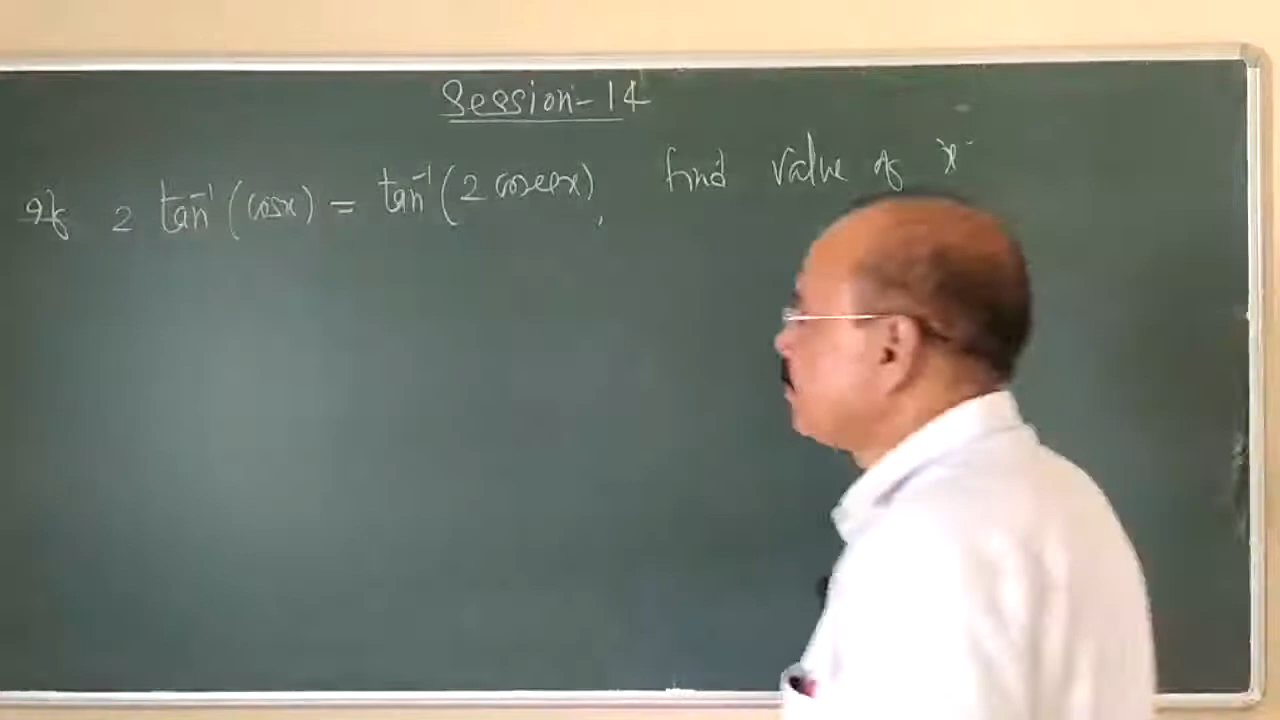 Session-14
If 2 tan⁻¹(cosx) = tan⁻¹(2 cosecx), find value of x